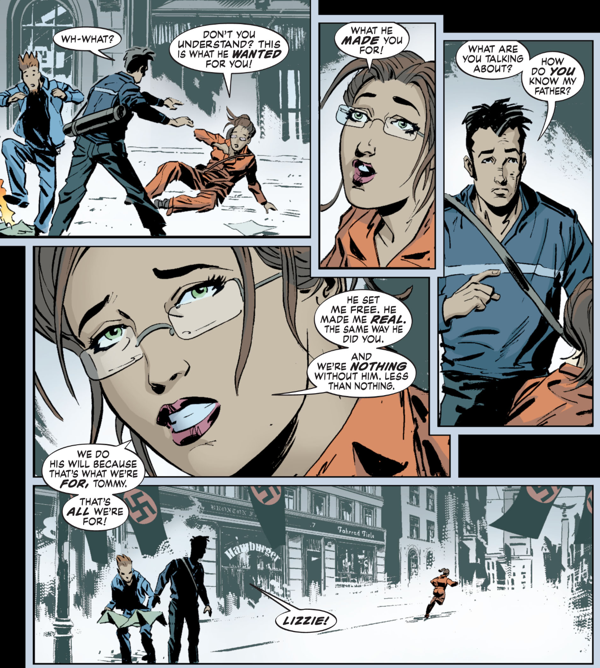 WH-WHAT?
DON'T YOU
UNDERSTAND? THIS
IS WHAT HE WANTED
FOR YOU!
WHAT HE
MADE YOU
FOR!
WHAT ARE
YOU TALKING
ABOUT?
HOW
DO YOU
KNOW MY
FATHER?
HE SET
ME FREE. HE
MADE ME REAL.
THE SAME WAY HE
DID YOU.
AND
WE'RE NOTHING
WITHOUT HIM. LESS
THAN NOTHING.
WE DO
HIS WILL BECAUSE
THAT'S WHAT WE'RE
FOR, TOMMY.
THAT'S
ALL WE'RE
FOR!
Hamburger
LIZZIE!